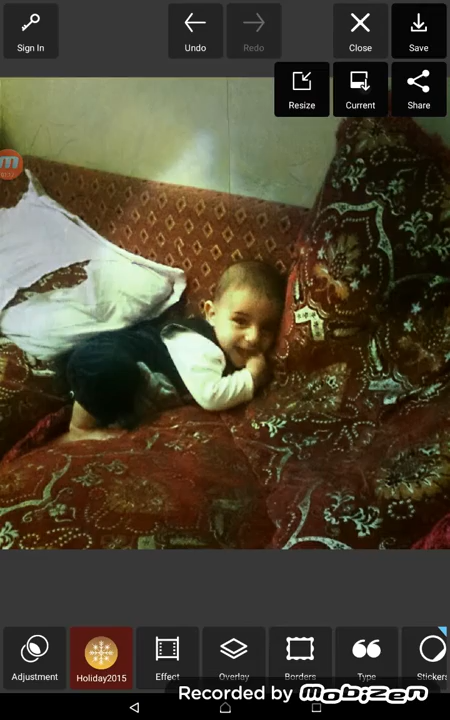 Sign In
Undo
Redo
Close
Save
Resize
Current
Share
Adjustment
Holiday2015
Effect
Overlay
Borders
Type
Stickers
Recorded by MOBIZEN